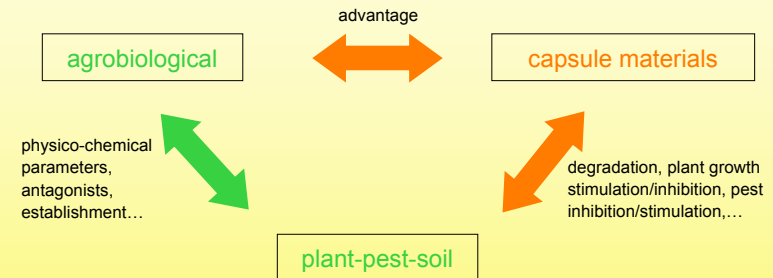 advantage
agrobiological
capsule materials
physico-chemical
parameters,
antagonists,
establishment…
degradation, plant growth
stimulation/inhibition, pest
inhibition/stimulation,…
plant-pest-soil